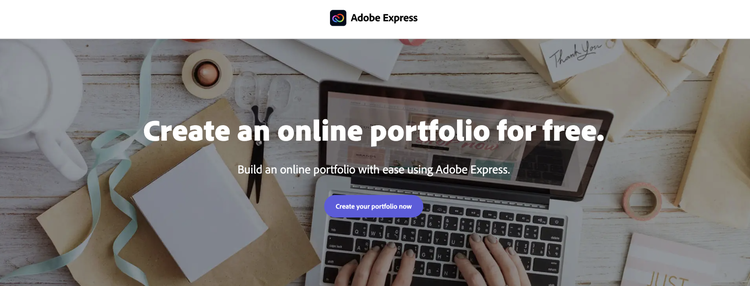 Adobe Express
Thank You
Create an online portfolio for free.
Build an online portfolio with ease using Adobe Express.
Create your portfolio now
JUST